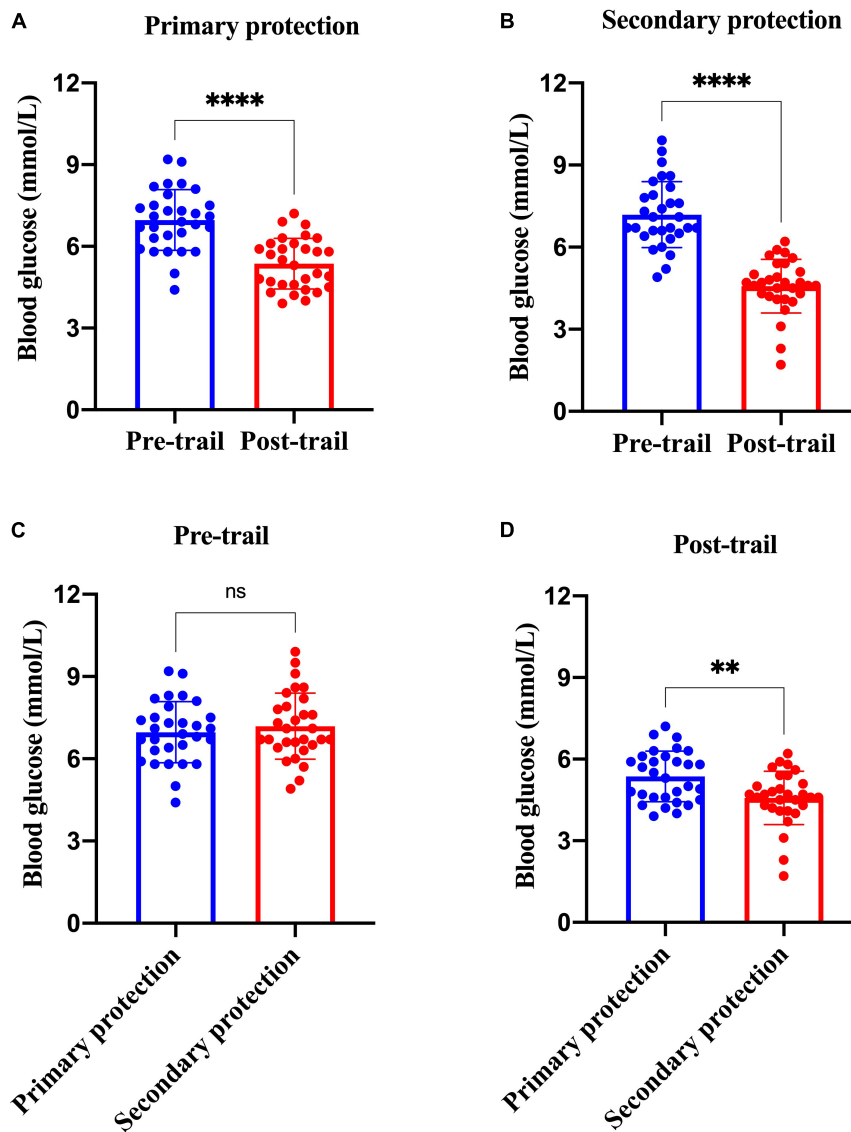 A
Primary protection
Blood glucose (mmol/L)
12
9
6
3
0
****
Pre-trail
Post-trail
B
Secondary protection
Blood glucose (mmol/L)
12
9
6
3
0
****
Pre-trail
Post-trail
C
Pre-trail
Blood glucose (mmol/L)
12
9
6
3
0
ns
Primary protection
Secondary protection
D
Post-trail
Blood glucose (mmol/L)
12
9
6
3
0
**
Primary protection
Secondary protection